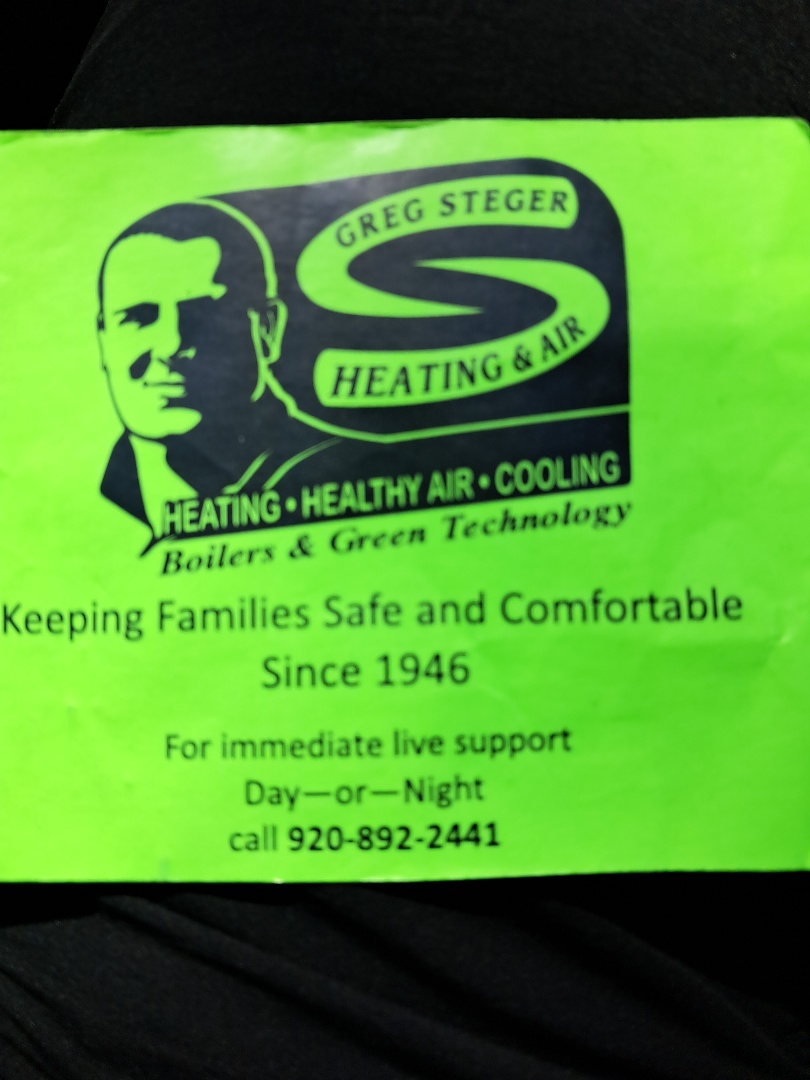 GREG STEGER
HEATING & AIR
HEATING • HEALTHY AIR • COOLING
Boilers & Green Technology
Keeping Families Safe and Comfortable
Since 1946
For immediate live support
Day—or—Night
call 920-892-2441